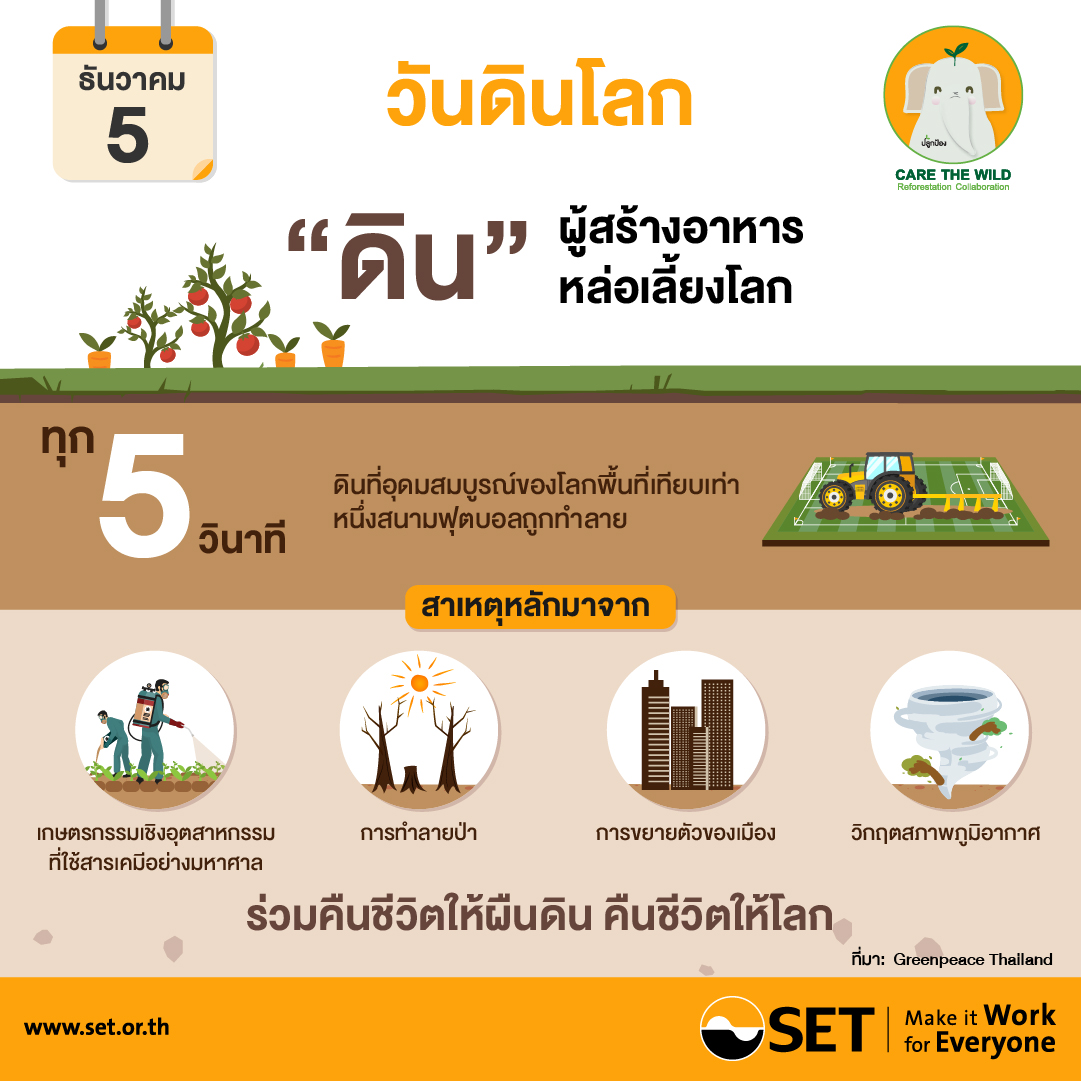 ธันวาคม
5
วันดินโลก
ปลูกป้อง
CARE THE WILD
Reforestation Collaboration
“ดิน”
ผู้สร้างอาหาร
หล่อเลี้ยงโลก
ทุก
5
วินาที
ดินที่อุดมสมบูรณ์ของโลกพื้นที่เทียบเท่า
หนึ่งสนามฟุตบอลถูกทำลาย
สาเหตุหลักมาจาก
เกษตรกรรมเชิงอุตสาหกรรม
ที่ใช้สารเคมีอย่างมหาศาล
การทำลายป่า
การขยายตัวของเมือง
วิกฤตสภาพภูมิอากาศ
ร่วมคืนชีวิตให้ผืนดิน คืนชีวิตให้โลก
ที่มา: Greenpeace Thailand
www.set.or.th
SET
Make it Work
for Everyone